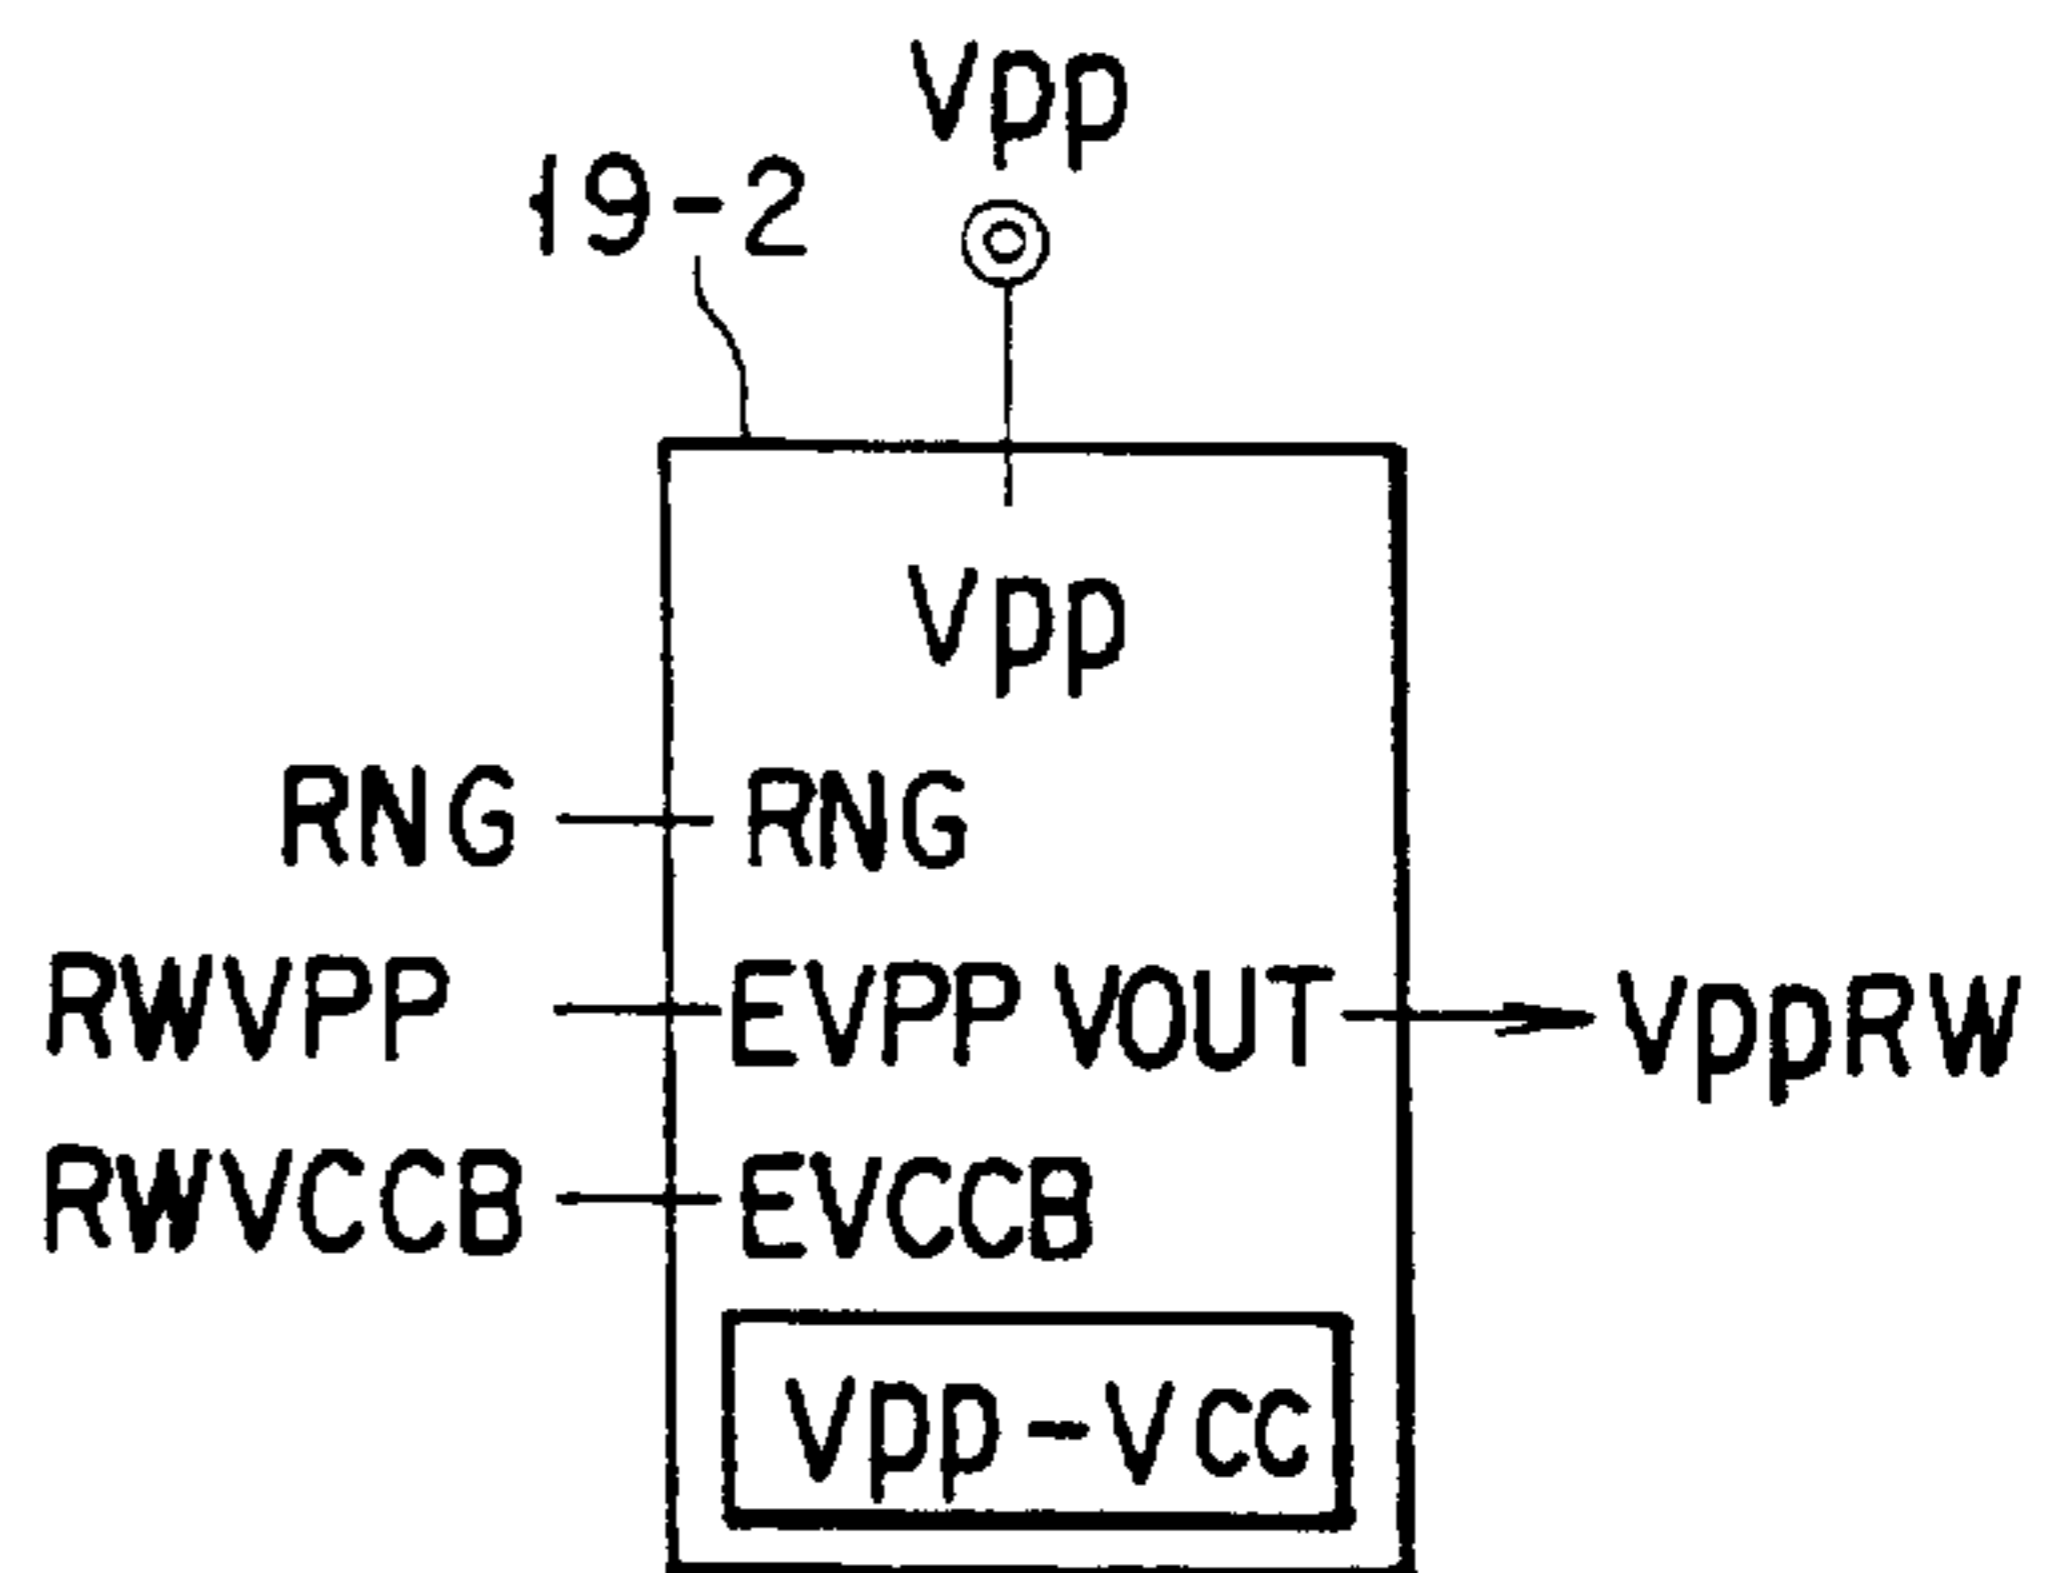 Vpp
19-2
Vpp
RNG RNG
RWVPP EVPP VOUT VppRW
RWVCCB EVCCB
Vpp-Vcc